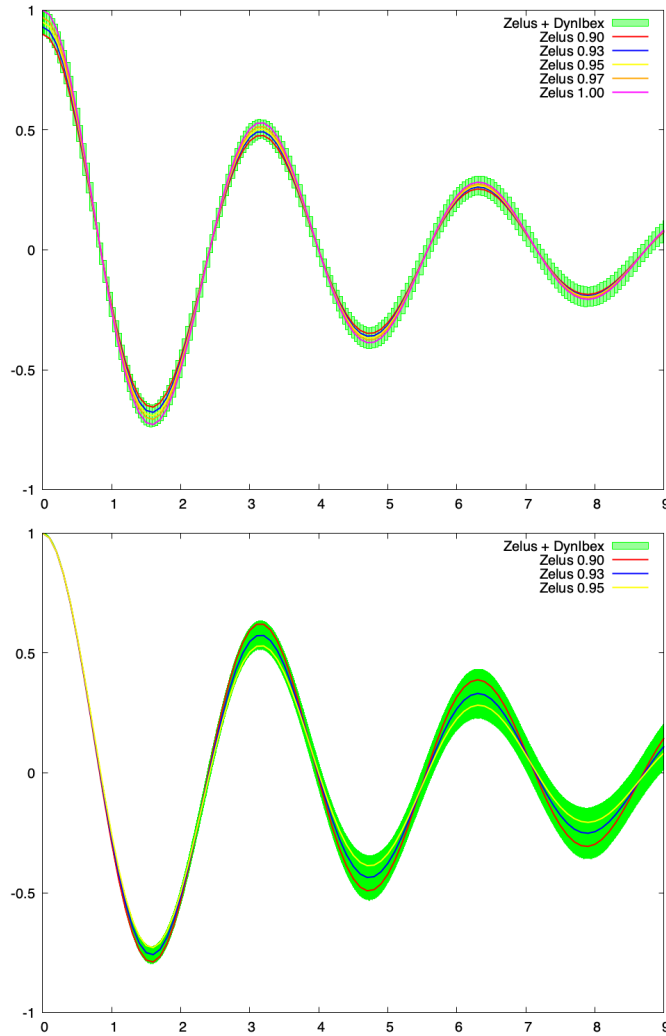 1
0.5
0
-0.5
-1
0 1 2 3 4 5 6 7 8 9
Zelus + DynIbex
Zelus 0.90
Zelus 0.93
Zelus 0.95
Zelus 0.97
Zelus 1.00
1
0.5
0
-0.5
-1
0 1 2 3 4 5 6 7 8 9
Zelus + DynIbex
Zelus 0.90
Zelus 0.93
Zelus 0.95